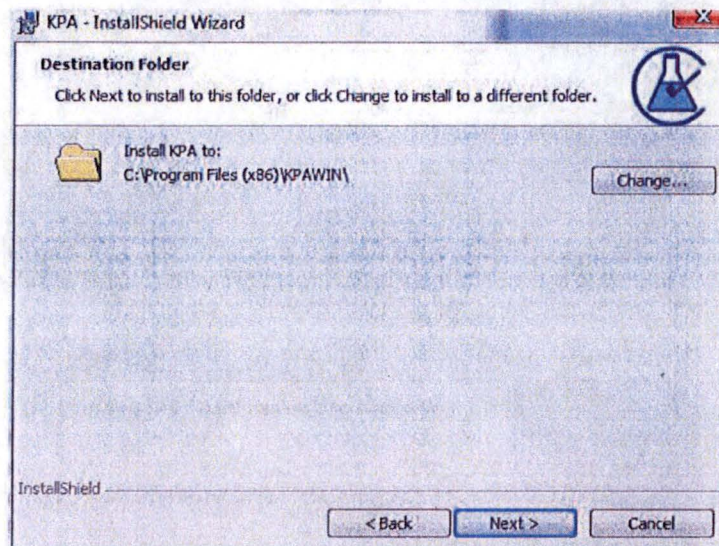 KPA - InstallShield Wizard
Destination Folder
Click Next to install to this folder, or click Change to install to a different folder.
Install KPA to:
C:\Program Files (x86)\KPAWIN\
Change...
InstallShield
< Back
Next >
Cancel